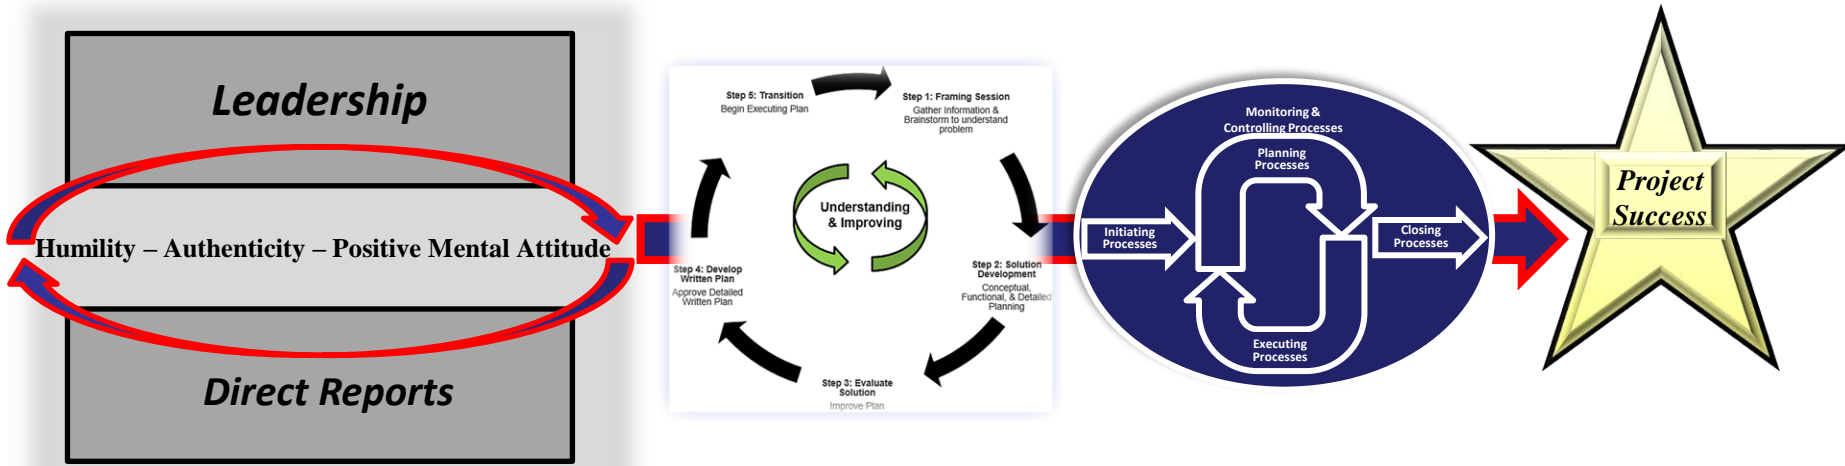 Leadership
Humility – Authenticity – Positive Mental Attitude
Direct Reports
Step 5: Transition
Begin Executing Plan
Step 1: Framing Session
Gather Information &
Brainstorm to understand
problem
Understanding
& Improving
Step 4: Develop
Written Plan
Approve Detailed
Written Plan
Step 2: Solution
Development
Conceptual,
Functional, & Detailed
Planning
Step 3: Evaluate
Solution
Improve Plan
Monitoring &
Controlling Processes
Planning
Processes
Initiating
Processes
Closing
Processes
Executing
Processes
Project
Success